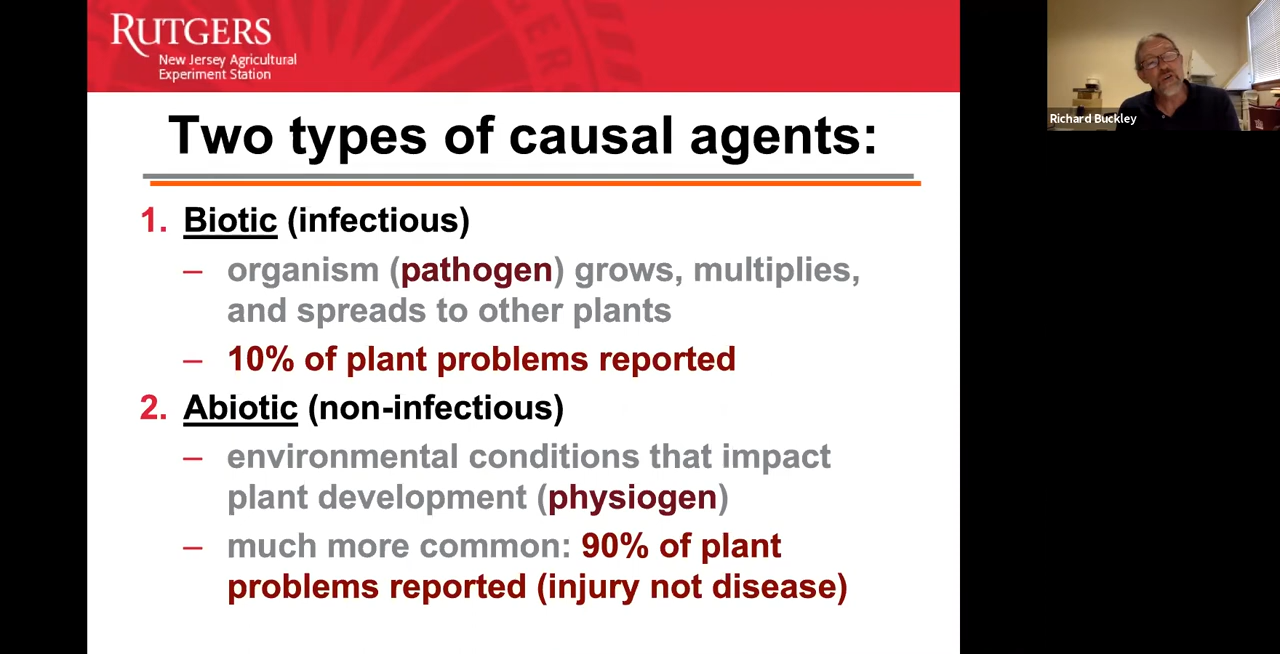 RUTGERS
New Jersey Agricultural
Experiment Station
Richard Buckley
Two types of causal agents:
1. Biotic (infectious)
– organism (pathogen) grows, multiplies,
and spreads to other plants
– 10% of plant problems reported
2. Abiotic (non-infectious)
– environmental conditions that impact
plant development (physiogen)
– much more common: 90% of plant
problems reported (injury not disease)